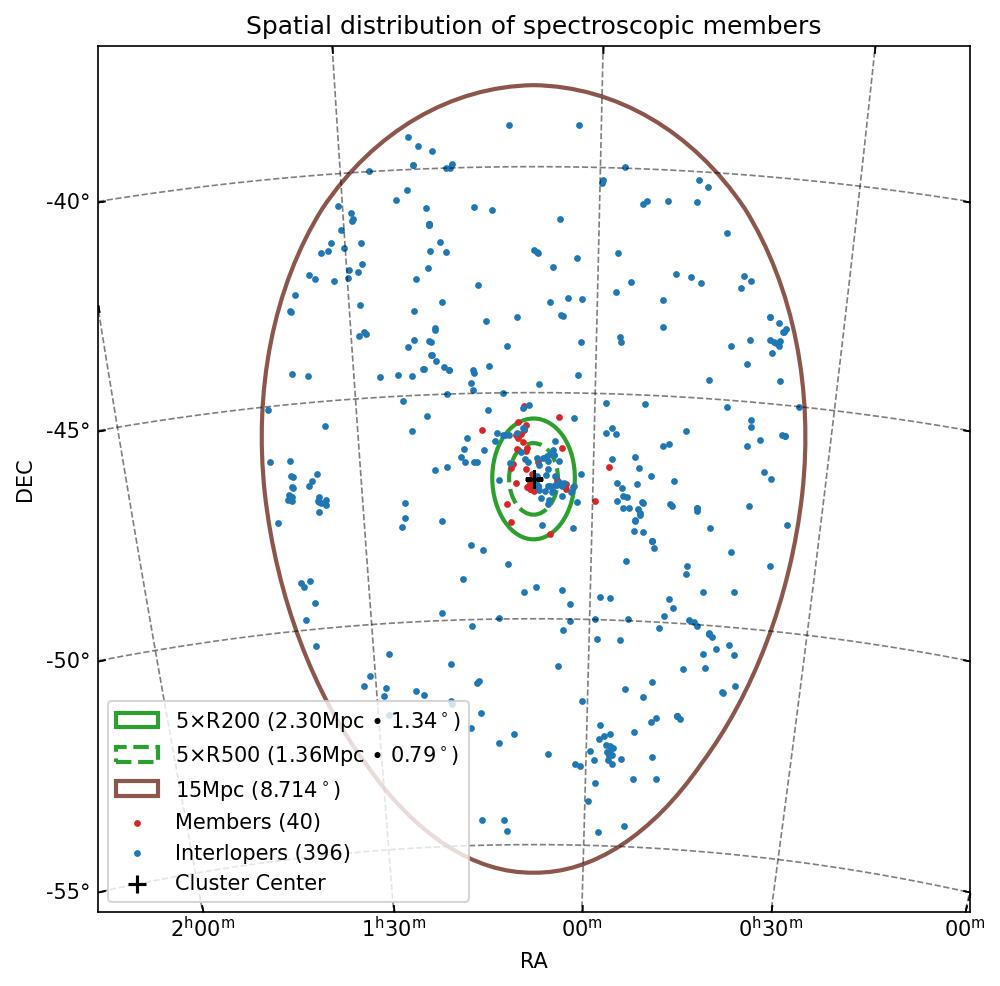 Spatial distribution of spectroscopic members
-40°
-45°
DEC
-50°
-55°
5×R200 (2.30Mpc • 1.34°)
5×R500 (1.36Mpc • 0.79°)
15Mpc (8.714°)
Members (40)
Interlopers (396)
Cluster Center
2h00m 1h30m 00m 0h30m 00m
RA